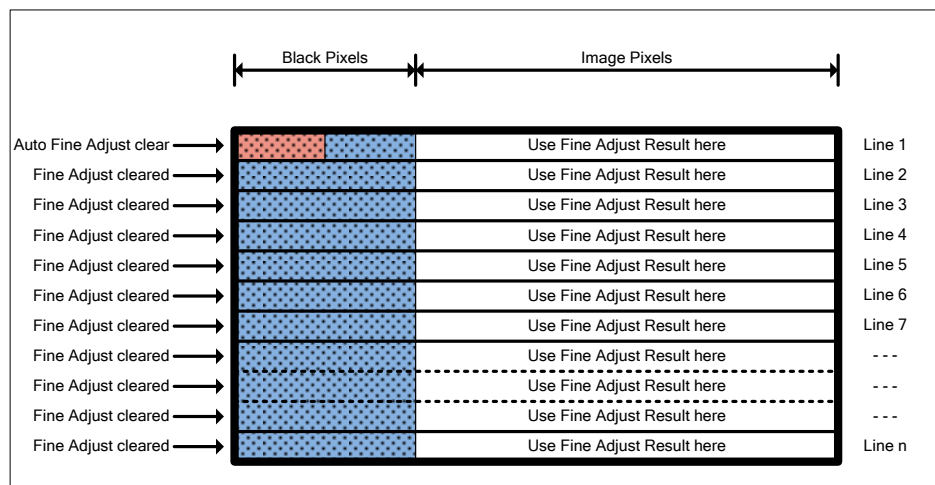 Black Pixels Image Pixels
Auto Fine Adjust clear Use Fine Adjust Result here Line 1
Fine Adjust cleared Use Fine Adjust Result here Line 2
Fine Adjust cleared Use Fine Adjust Result here Line 3
Fine Adjust cleared Use Fine Adjust Result here Line 4
Fine Adjust cleared Use Fine Adjust Result here Line 5
Fine Adjust cleared Use Fine Adjust Result here Line 6
Fine Adjust cleared Use Fine Adjust Result here Line 7
Fine Adjust cleared Use Fine Adjust Result here - - -
Fine Adjust cleared Use Fine Adjust Result here - - -
Fine Adjust cleared Use Fine Adjust Result here - - -
Fine Adjust cleared Use Fine Adjust Result here Line n